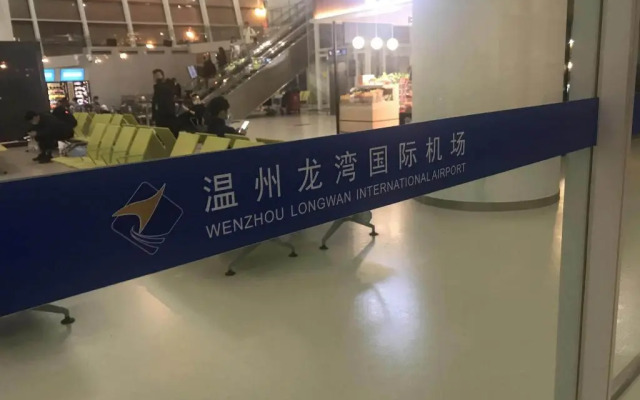 温州龙湾国际机场
WENZHOU LONGWAN INTERNATIONAL AIRPORT